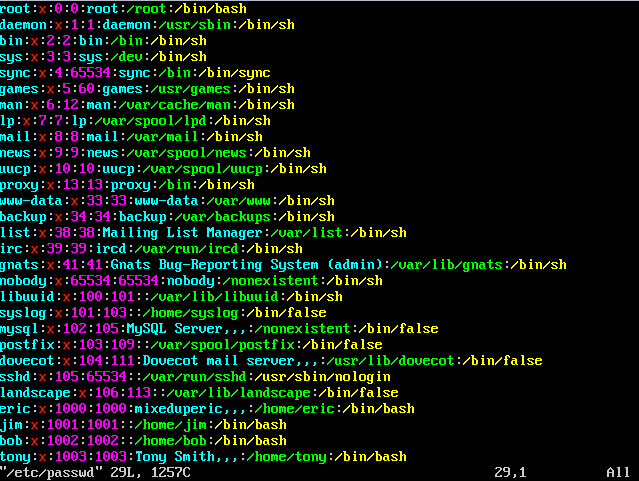 root:x:0:0:root:/root:/bin/bash
daemon:x:1:1:daemon:/usr/sbin:/bin/sh
bin:x:2:2:bin:/bin:/bin/sh
sys:x:3:3:sys:/dev:/bin/sh
sync:x:4:65534:sync:/bin:/bin/sync
games:x:5:60:games:/usr/games:/bin/sh
man:x:6:12:man:/var/cache/man:/bin/sh
lp:x:7:7:lp:/var/spool/lpd:/bin/sh
mail:x:8:8:mail:/var/mail:/bin/sh
news:x:9:9:news:/var/spool/news:/bin/sh
uucp:x:10:10:uucp:/var/spool/uucp:/bin/sh
proxy:x:13:13:proxy:/bin:/bin/sh
www-data:x:33:33:www-data:/var/www:/bin/sh
backup:x:34:34:backup:/var/backups:/bin/sh
list:x:38:38:Mailing List Manager:/var/list:/bin/sh
irc:x:39:39:ircd:/var/run/ircd:/bin/sh
gnats:x:41:41:Gnats Bug-Reporting System (admin):/var/lib/gnats:/bin/sh
nobody:x:65534:65534:nobody:/nonexistent:/bin/sh
libuuid:x:100:101::/var/lib/libuuid:/bin/sh
syslog:x:101:103::/home/syslog:/bin/false
mysql:x:102:105:MySQL Server,,,:/nonexistent:/bin/false
postfix:x:103:109::/var/spool/postfix:/bin/false
dovecot:x:104:111:Dovecot mail server,,,:/usr/lib/dovecot:/bin/false
sshd:x:105:65534::/var/run/sshd:/usr/sbin/nologin
landscape:x:106:113::/var/lib/landscape:/bin/false
eric:x:1000:1000:mixeduperic,,,:/home/eric:/bin/bash
jim:x:1001:1001::/home/jim:/bin/bash
bob:x:1002:1002::/home/bob:/bin/bash
tony:x:1003:1003:Tony Smith,,,:/home/tony:/bin/bash
"/etc/passwd" 29L, 1257C 29,1 All